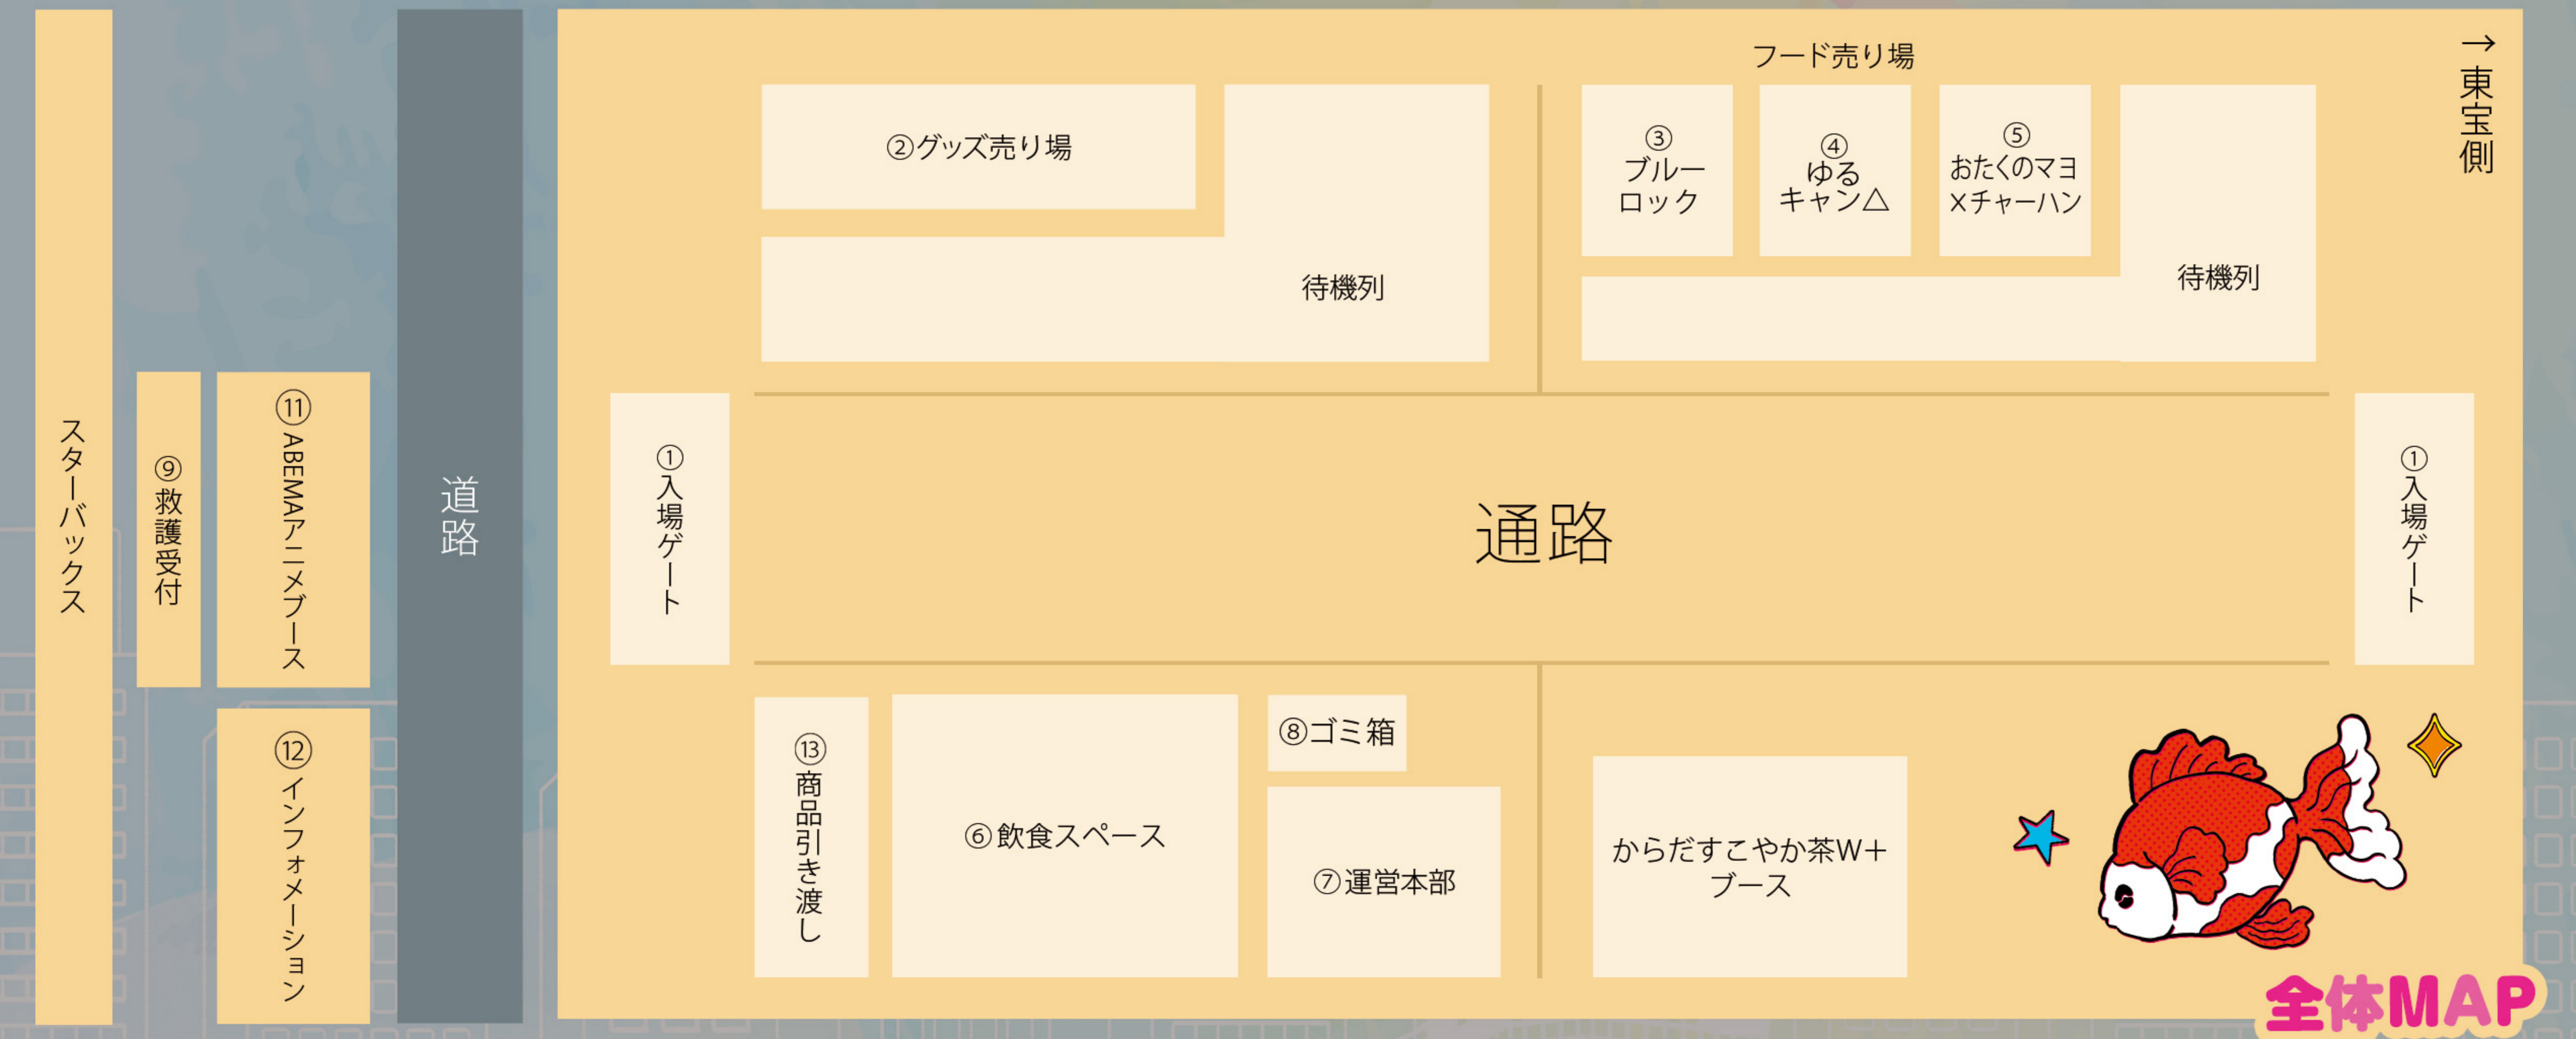 スターバックス
⑨救護受付
⑪ABEMAアニメブース
⑫インフォメーション
道路
①入場ゲート
②グッズ売り場
待機列
フード売り場
③
ブルー
ロック
④
ゆる
キャン△
⑤
おたくのマヨ
×チャーハン
待機列
→東宝側
通路
①入場ゲート
⑬商品引き渡し
⑥飲食スペース
⑧ゴミ箱
⑦運営本部
からだすこやか茶W＋
ブース
全体MAP